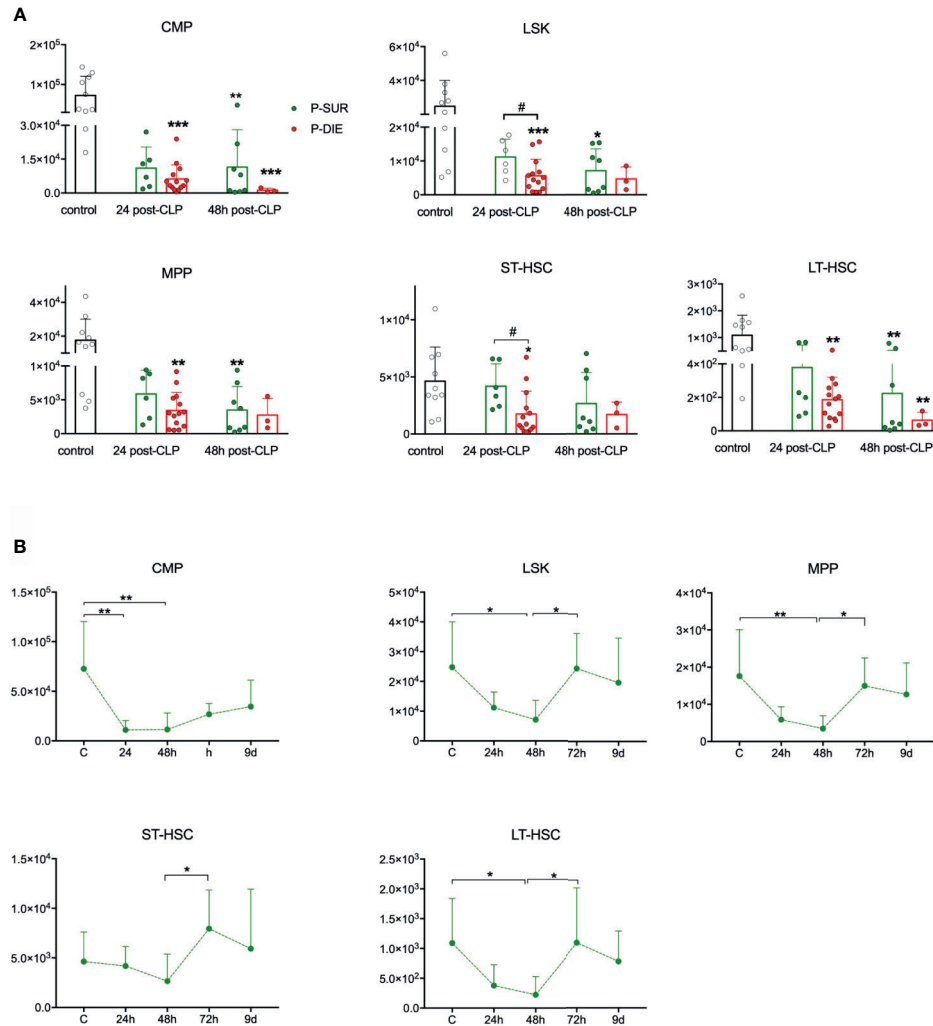 A
CMP
2×10⁵
1×10⁵
3.0×10⁴
1.5×10⁴
0.0
***
**
***
control
24 post-CLP
48h post-CLP
P-SUR
P-DIE
LSK
6×10⁴
4×10⁴
2×10⁴
2×10⁴
1×10⁴
0
#
***
*
control
24 post-CLP
48h post-CLP
MPP
4×10⁴
2×10⁴
1×10⁴
5×10³
0
**
**
control
24 post-CLP
48h post-CLP
ST-HSC
1×10⁴
5×10³
0
#
*
control
24 post-CLP
48h post-CLP
LT-HSC
3×10³
2×10³
1×10³
4×10²
2×10²
0
**
**
**
control
24 post-CLP
48h post-CLP
B
CMP
1.5×10⁵
1.0×10⁵
5.0×10⁴
0.0
**
**
C
24
48h
h
9d
LSK
5×10⁴
4×10⁴
3×10⁴
2×10⁴
1×10⁴
0
*
*
C
24h
48h
72h
9d
MPP
4×10⁴
3×10⁴
2×10⁴
1×10⁴
0
**
*
C
24h
48h
72h
9d
ST-HSC
1.5×10⁴
1.0×10⁴
5.0×10³
0.0
*
C
24h
48h
72h
9d
LT-HSC
2.5×10³
2.0×10³
1.5×10³
1.0×10³
5.0×10²
0.0
*
*
C
24h
48h
72h
9d